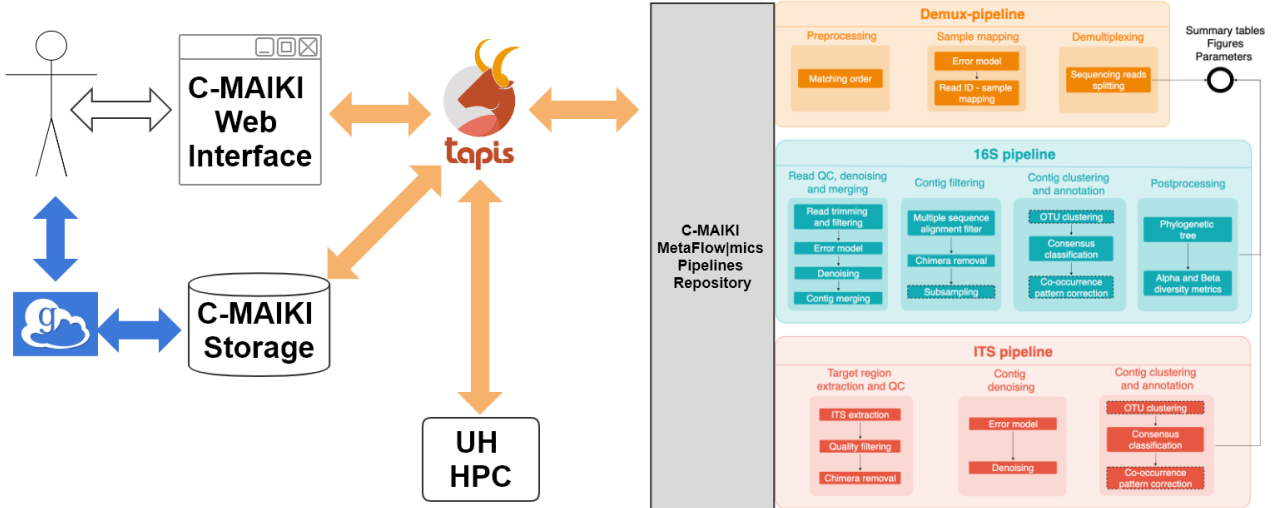 C-MAIKI
Web
Interface
tapis
g
C-MAIKI
Storage
UH
HPC
C-MAIKI
MetaFlow|mics
Pipelines
Repository
Demux-pipeline
Preprocessing
Matching order
Sample mapping
Error model
Read ID - sample
mapping
Demultiplexing
Sequencing reads
splitting
Summary tables
Figures
Parameters
16S pipeline
Read QC, denoising
and merging
Read trimming
and filtering
Error model
Denoising
Contig merging
Contig filtering
Multiple sequence
alignment filter
Chimera removal
Subsampling
Contig clustering
and annotation
OTU clustering
Consensus
classification
Co-occurrence
pattern correction
Postprocessing
Phylogenetic
tree
Alpha and Beta
diversity metrics
ITS pipeline
Target region
extraction and QC
ITS extraction
Quality filtering
Chimera removal
Contig
denoising
Error model
Denoising
Contig clustering
and annotation
OTU clustering
Consensus
classification
Co-occurrence
pattern correction